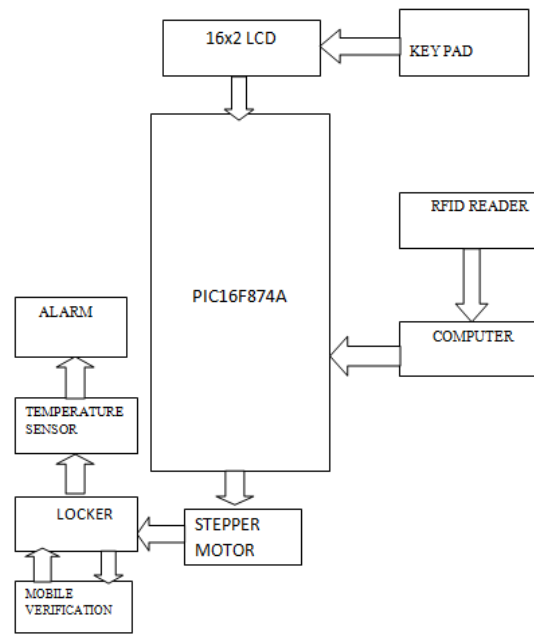 16x2 LCD
KEY PAD
RFID READER
PIC16F874A
ALARM
COMPUTER
TEMPERATURE
SENSOR
LOCKER
STEPPER
MOTOR
MOBILE
VERIFICATION